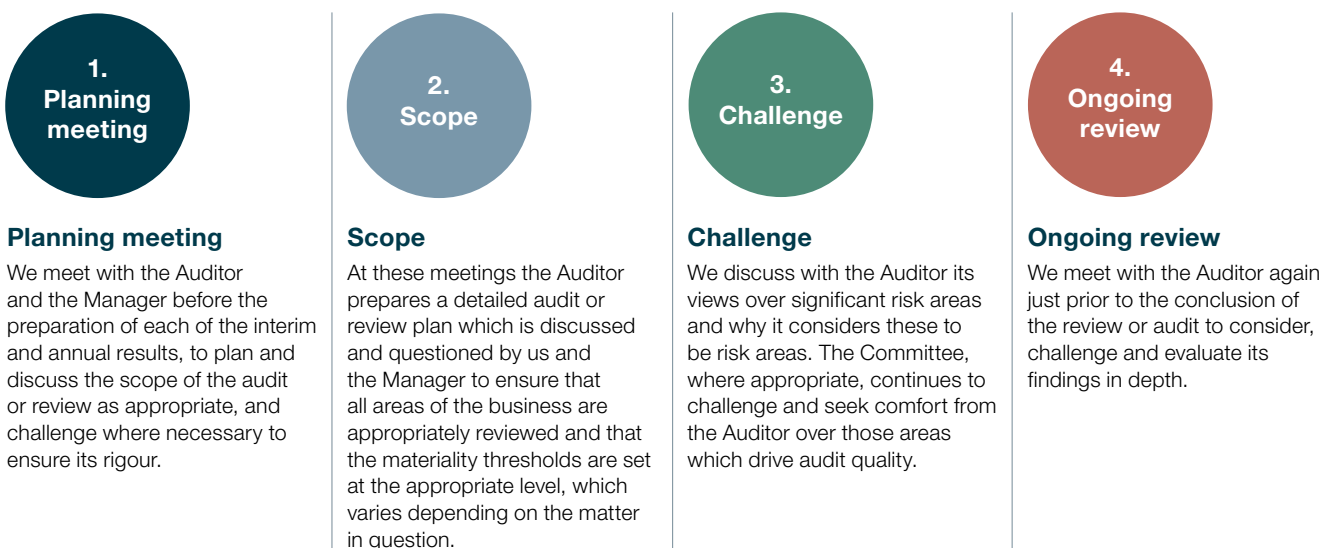 1.
Planning
meeting
Planning meeting
We meet with the Auditor
and the Manager before the
preparation of each of the interim
and annual results, to plan and
discuss the scope of the audit
or review as appropriate, and
challenge where necessary to
ensure its rigour.
2.
Scope
Scope
At these meetings the Auditor
prepares a detailed audit or
review plan which is discussed
and questioned by us and
the Manager to ensure that
all areas of the business are
appropriately reviewed and that
the materiality thresholds are set
at the appropriate level, which
varies depending on the matter
in question.
3.
Challenge
Challenge
We discuss with the Auditor its
views over significant risk areas
and why it considers these to
be risk areas. The Committee,
where appropriate, continues to
challenge and seek comfort from
the Auditor over those areas
which drive audit quality.
4.
Ongoing
review
Ongoing review
We meet with the Auditor again
just prior to the conclusion of
the review or audit to consider,
challenge and evaluate its
findings in depth.